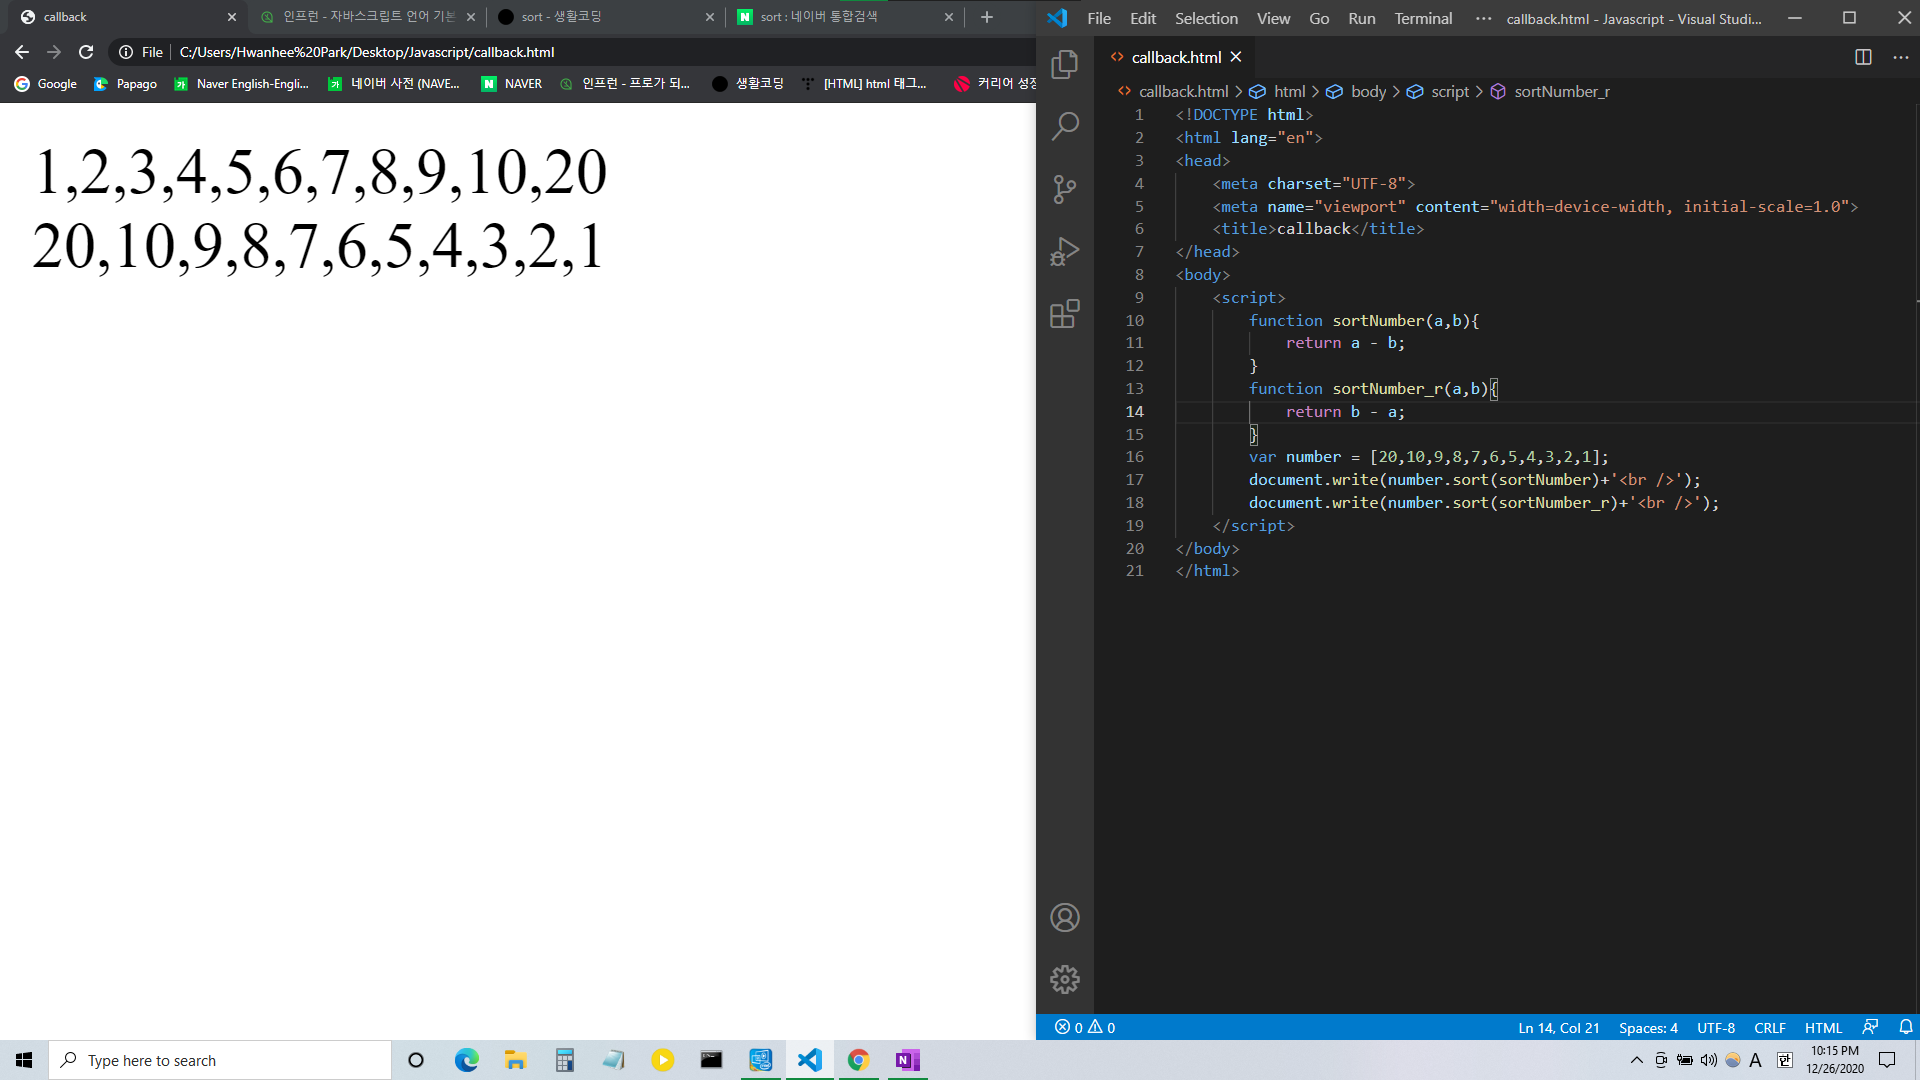 callback
인프런 - 자바스크립트 언어 기본
sort - 생활코딩
sort : 네이버 통합검색
File
C:/Users/Hwanhee%20Park/Desktop/Javascript/callback.html
Google
Papago
Naver English-Engli...
네이버 사전 (NAVE...
NAVER
인프런 - 프로가 되...
생활코딩
[HTML] html 태그...
커리어 성장
1,2,3,4,5,6,7,8,9,10,20
20,10,9,8,7,6,5,4,3,2,1
File Edit Selection View Go Run Terminal ··· callback.html - Javascript - Visual Studi...
callback.html
callback.html > html > body > script > sortNumber_r
1 <!DOCTYPE html>
2 <html lang="en">
3 <head>
4 <meta charset="UTF-8">
5 <meta name="viewport" content="width=device-width, initial-scale=1.0">
6 <title>callback</title>
7 </head>
8 <body>
9 <script>
10 function sortNumber(a,b){
11 return a - b;
12 }
13 function sortNumber_r(a,b){
14 return b - a;
15 }
16 var number = [20,10,9,8,7,6,5,4,3,2,1];
17 document.write(number.sort(sortNumber)+'<br />');
18 document.write(number.sort(sortNumber_r)+'<br />');
19 </script>
20 </body>
21 </html>
0 0
Ln 14, Col 21 Spaces: 4 UTF-8 CRLF HTML
Type here to search
A 한
10:15 PM
12/26/2020